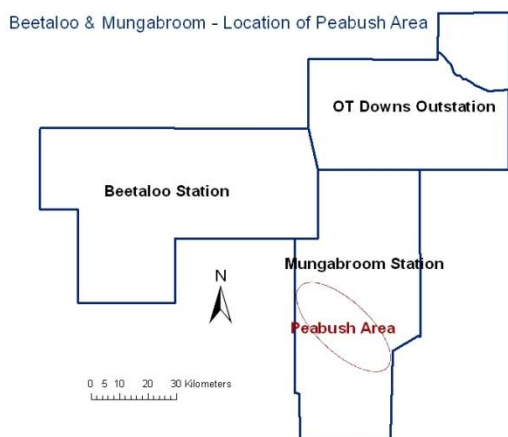 Beetaloo & Mungabroom - Location of Peabush Area
OT Downs Outstation
Beetaloo Station
Mungabroom Station
N
Peabush Area
0 5 10 20 30 Kilometers